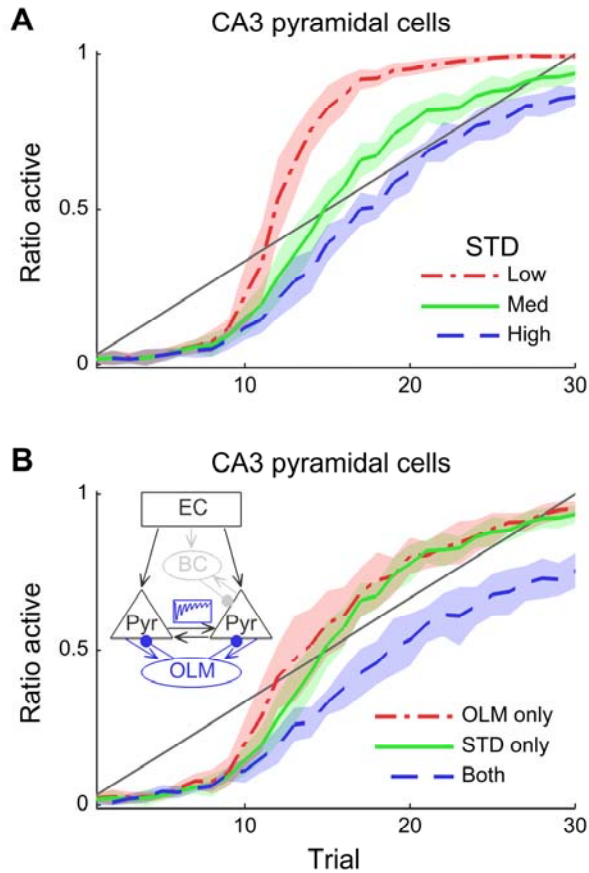 A
CA3 pyramidal cells
1
0.5
0
Ratio active
STD
Low
Med
High
10
20
30
B
CA3 pyramidal cells
1
0.5
0
Ratio active
EC
BC
Pyr
Pyr
OLM
OLM only
STD only
Both
10
20
30
Trial